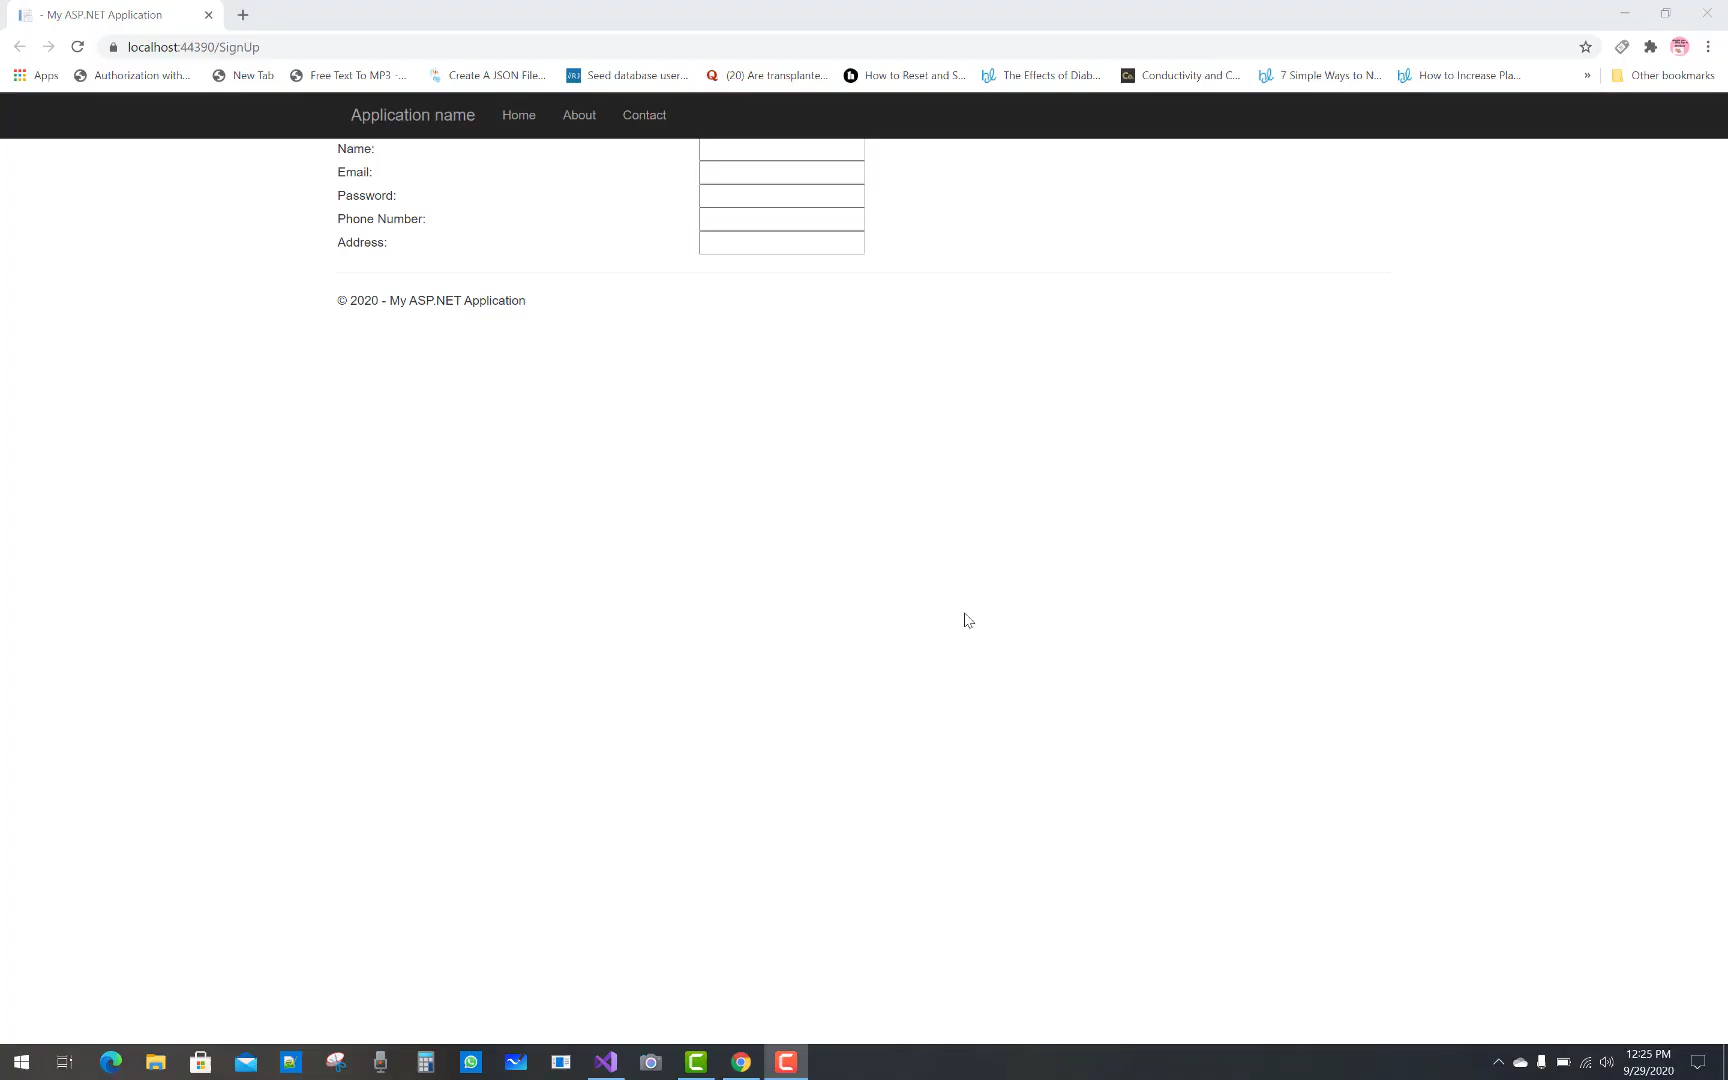 - My ASP.NET Application
localhost:44390/SignUp
Apps Authorization with... New Tab Free Text To MP3 -... Create A JSON File... Seed database user... (20) Are transplante... How to Reset and S... The Effects of Diab... Conductivity and C... 7 Simple Ways to N... How to Increase Pla... » Other bookmarks
Application name Home About Contact
Name:
Email:
Password:
Phone Number:
Address:
© 2020 - My ASP.NET Application
12:25 PM
9/29/2020